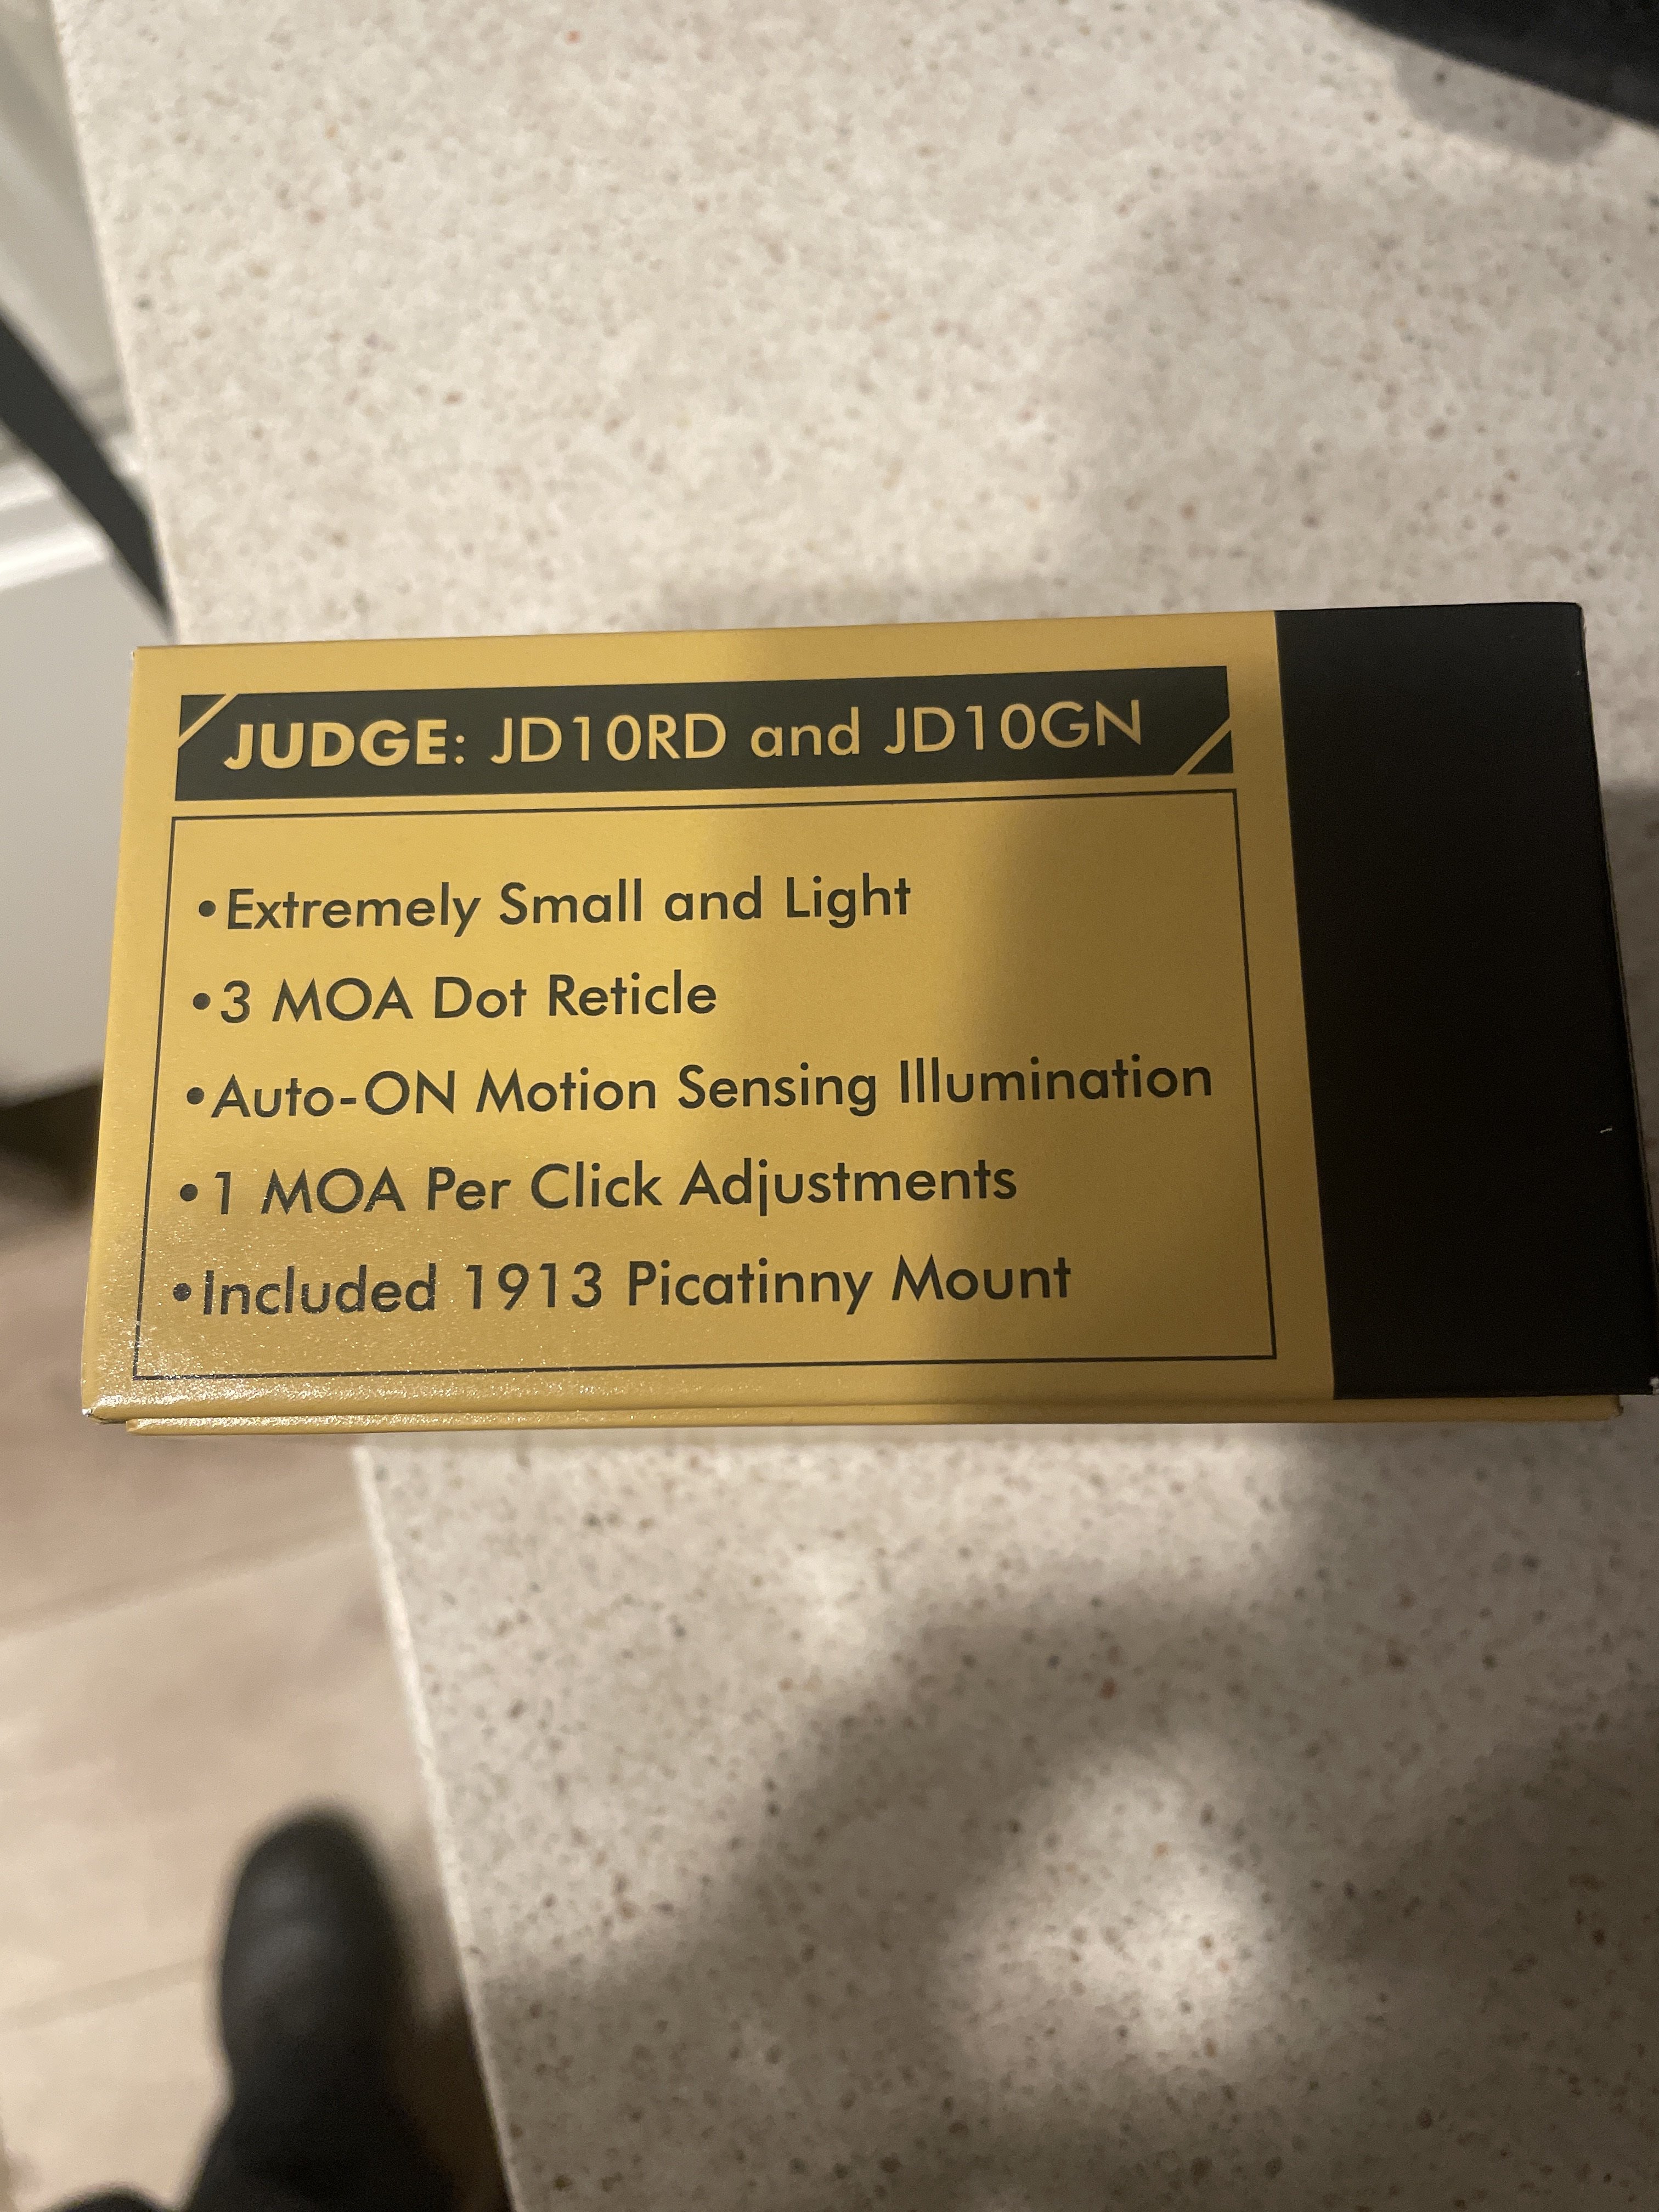 JUDGE: JD10RD and JD10GN
•Extremely Small and Light
•3 MOA Dot Reticle
•Auto-ON Motion Sensing Illumination
•1 MOA Per Click Adjustments
•Included 1913 Picatinny Mount